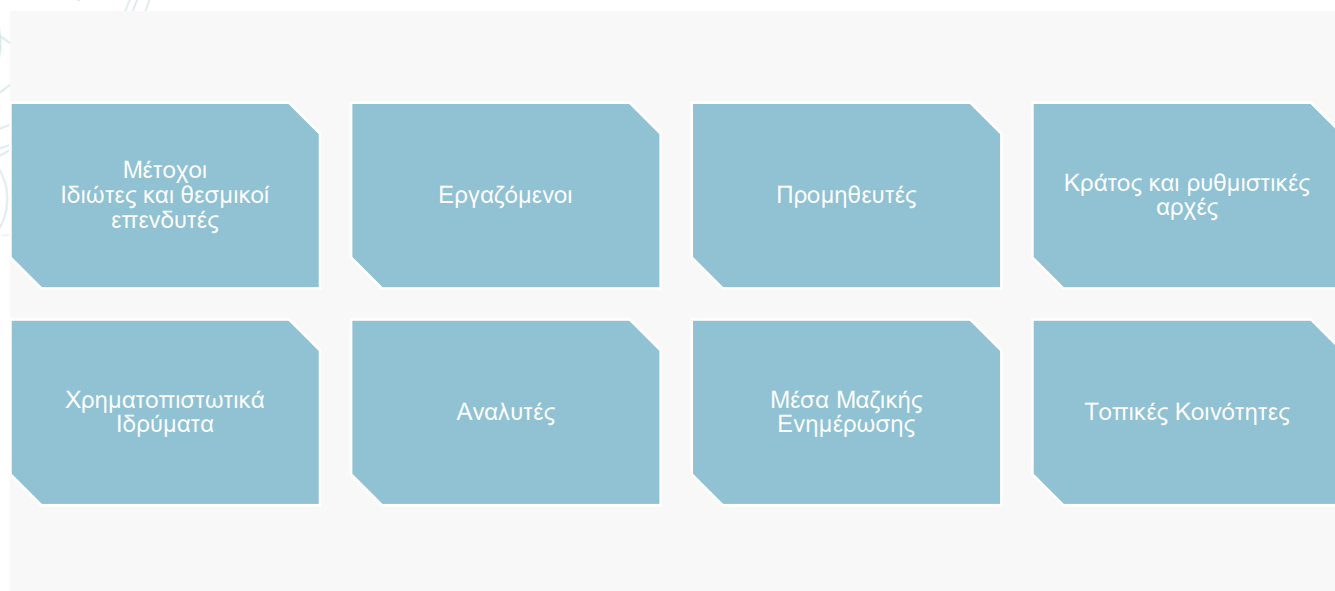 Μέτοχοι
Ιδιώτες και θεσμικοί
επενδυτές
Εργαζόμενοι
Προμηθευτές
Κράτος και ρυθμιστικές
αρχές
Χρηματοπιστωτικά
Ιδρύματα
Αναλυτές
Μέσα Μαζικής
Ενημέρωσης
Τοπικές Κοινότητες